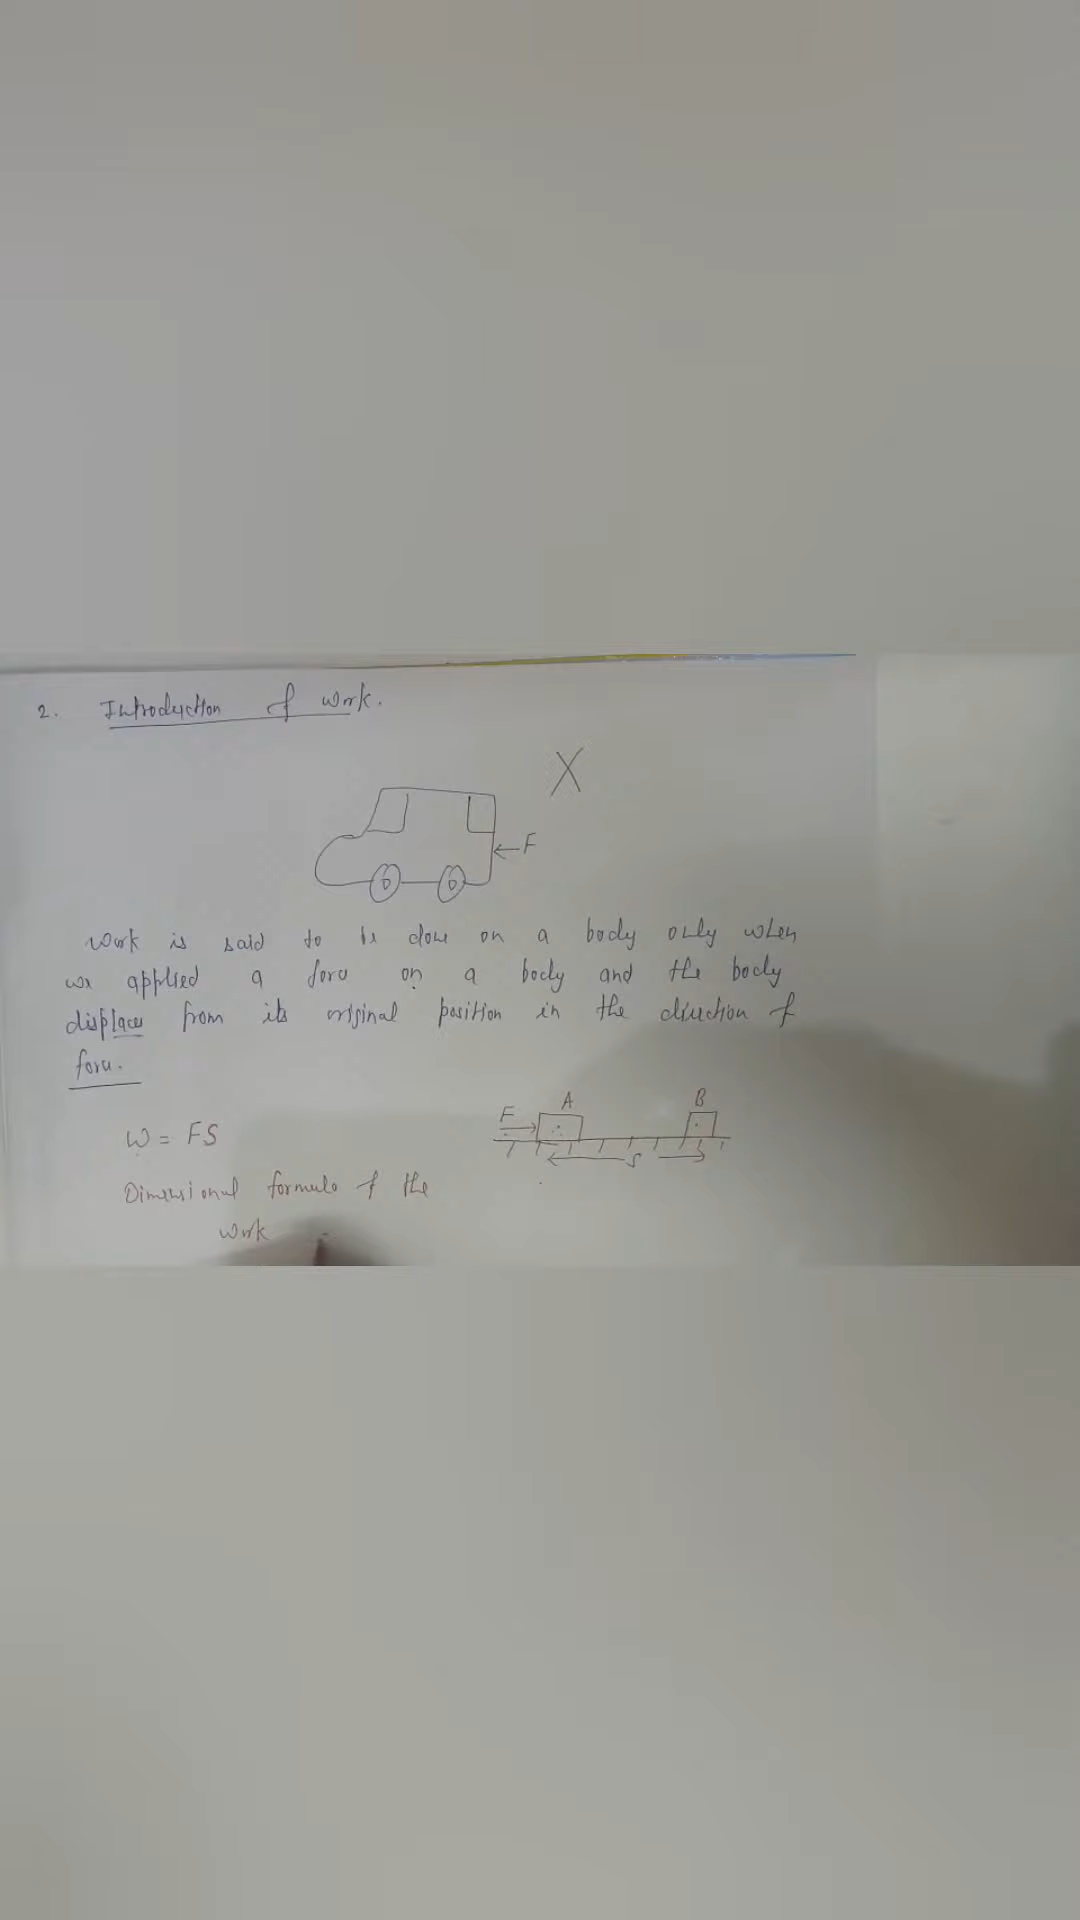 2. Introduction of work.
X
F
work is said to be done on a body only when
we applied a force on a body and the body
displaces from its original position in the direction of
force.
F A B
W = FS
S
Dimensional formula of the
work